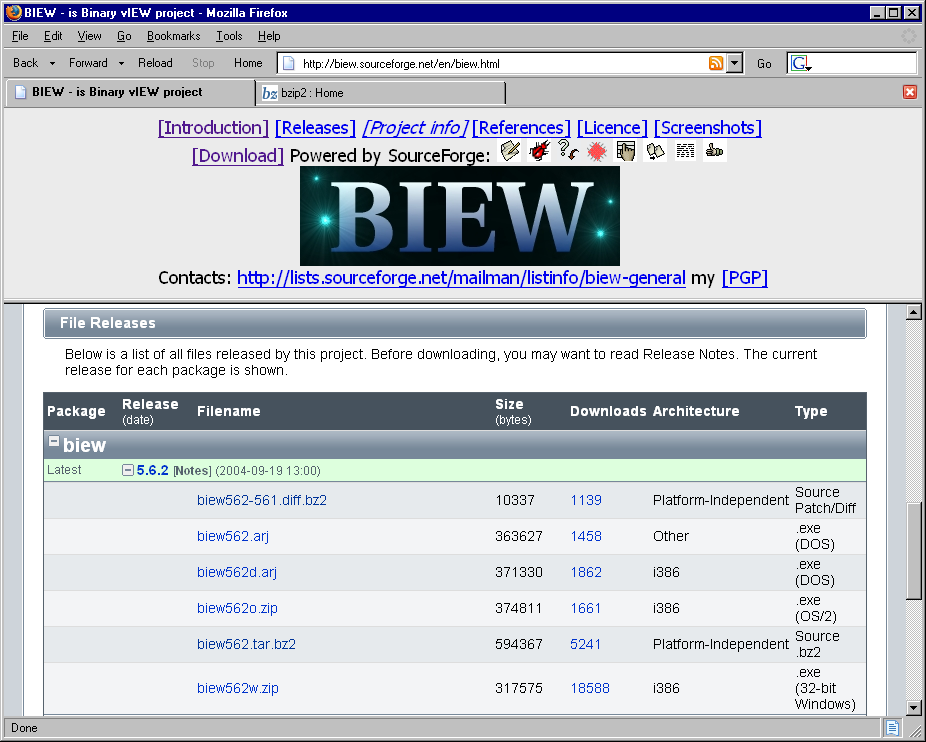 BIEW - is Binary vIEW project - Mozilla Firefox
File Edit View Go Bookmarks Tools Help
Back Forward Reload Stop Home http://biew.sourceforge.net/en/biew.html Go G
BIEW - is Binary vIEW project bz bzip2 : Home
[Introduction] [Releases] [Project info] [References] [Licence] [Screenshots]
[Download] Powered by SourceForge:
BIEW
Contacts: http://lists.sourceforge.net/mailman/listinfo/biew-general my [PGP]
File Releases
Below is a list of all files released by this project. Before downloading, you may want to read Release Notes. The current
release for each package is shown.
Package Release (date) Filename Size (bytes) Downloads Architecture Type
biew
Latest 5.6.2 [Notes] (2004-09-19 13:00)
biew562-561.diff.bz2 10337 1139 Platform-Independent Source Patch/Diff
biew562.arj 363627 1458 Other .exe (DOS)
biew562d.arj 371330 1862 i386 .exe (DOS)
biew562o.zip 374811 1661 i386 .exe (OS/2)
biew562.tar.bz2 594367 5241 Platform-Independent Source .bz2
biew562w.zip 317575 18588 i386 .exe (32-bit Windows)
Done